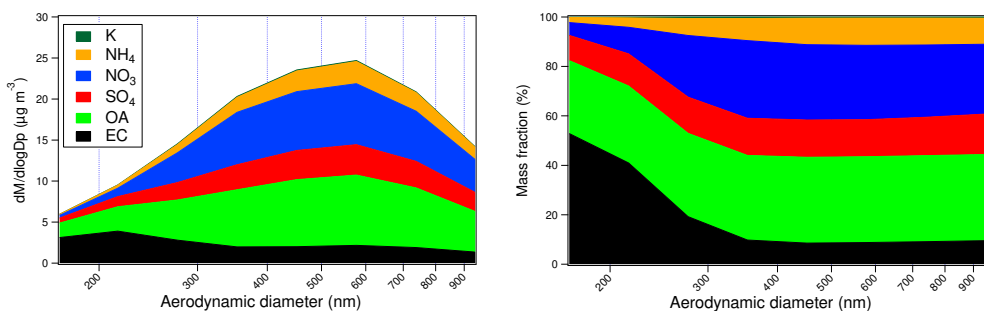 30
25
20
15
10
5
0
dM/dlogDp (µg m⁻³)
K
NH₄
NO₃
SO₄
OA
EC
200
300
400
500
600
700
800
900
Aerodynamic diameter (nm)
100
80
60
40
20
0
Mass fraction (%)
200
300
400
500
600
700
800
900
Aerodynamic diameter (nm)